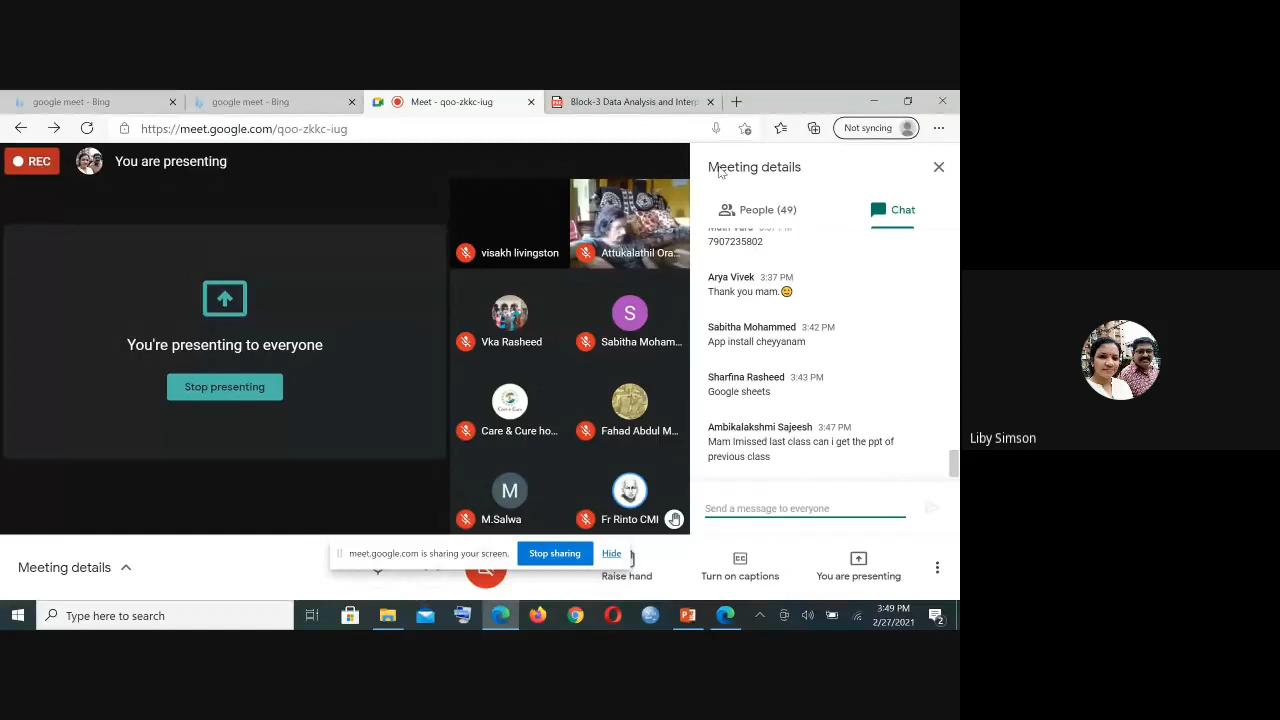 google meet - Bing
google meet - Bing
Meet - qoo-zkkc-iug
Block-3 Data Analysis and Interp
https://meet.google.com/qoo-zkkc-iug
Not syncing
REC
You are presenting
Meeting details
People (49)
Chat
7907235802
visakh livingston
Attukalathil Ora...
Arya Vivek 3:37 PM
Thank you mam.
You're presenting to everyone
Stop presenting
Vka Rasheed
S
Sabitha Moham...
Sabitha Mohammed 3:42 PM
App install cheyyanam
Sharfina Rasheed 3:43 PM
Google sheets
Care & Cure ho...
Fahad Abdul M...
Ambikalakshmi Sajeesh 3:47 PM
Mam Imissed last class can i get the ppt of
previous class
M
M.Salwa
Fr Rinto CMI
Send a message to everyone
meet.google.com is sharing your screen.
Stop sharing
Hide
Meeting details
Raise hand
CC
Turn on captions
You are presenting
Type here to search
3:49 PM
2/27/2021
2
Liby Simson